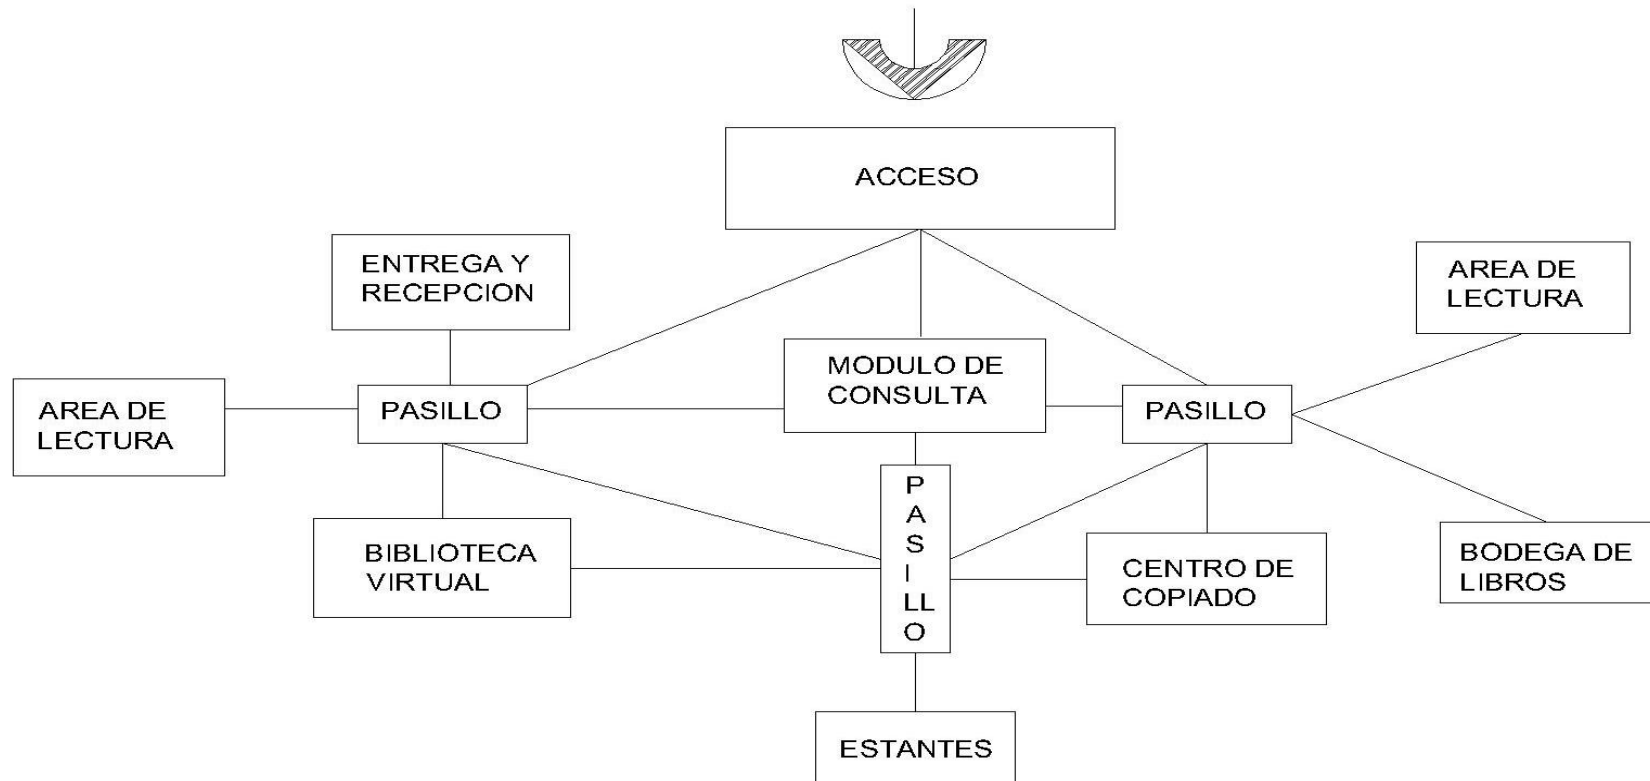 ACCESO
ENTREGA Y
RECEPCION
AREA DE
LECTURA
MODULO DE
CONSULTA
AREA DE
LECTURA
PASILLO
PASILLO
PASILLO
BIBLIOTECA
VIRTUAL
CENTRO DE
COPIADO
BODEGA DE
LIBROS
ESTANTES